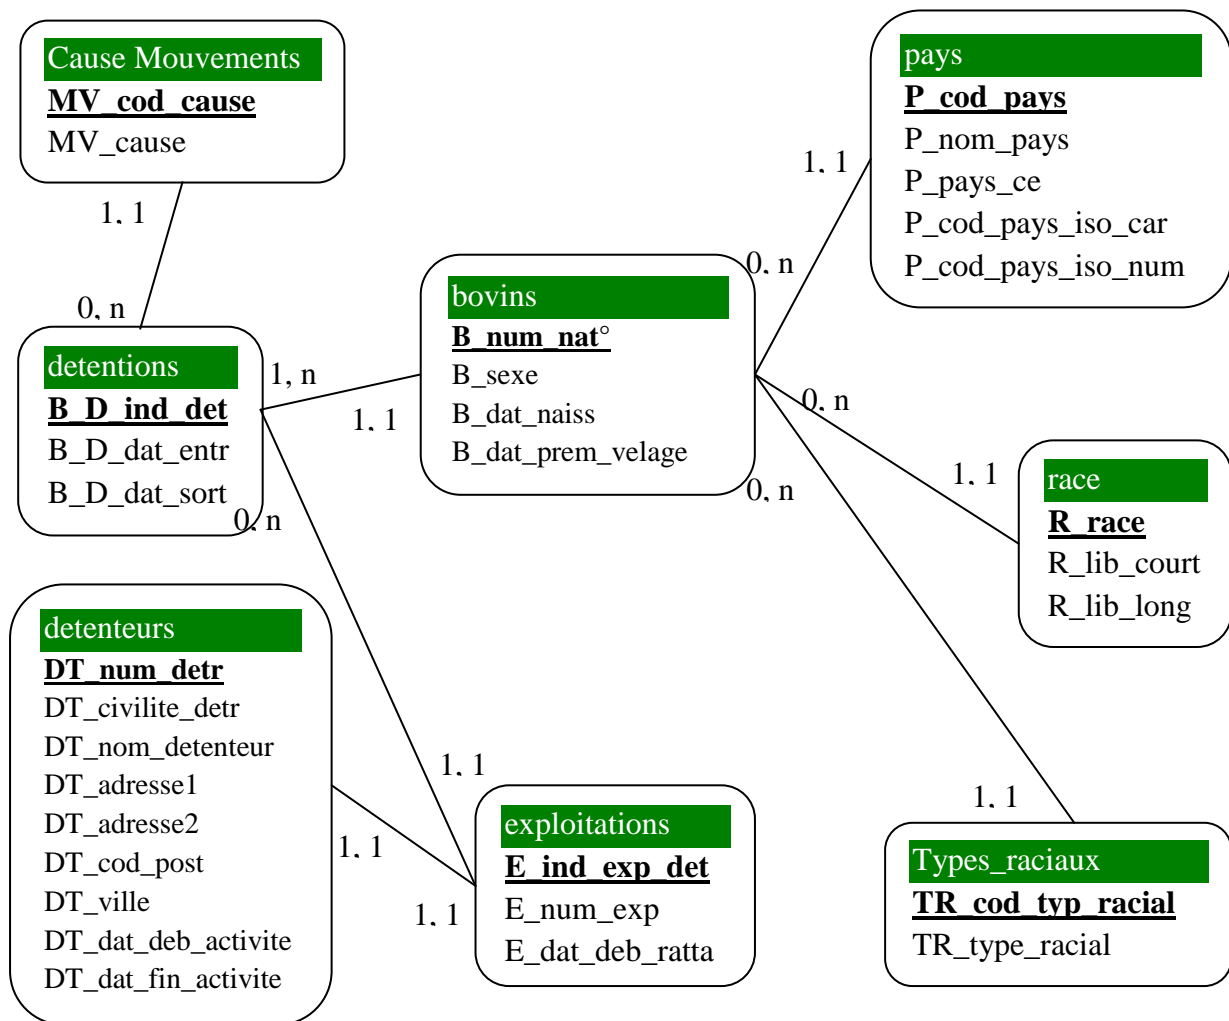 Cause Mouvements
MV_cod_cause
MV_cause
1, 1
0, n
detentions
B_D_ind_det
B_D_dat_entr
B_D_dat_sort
1, n
1, 1
0, n
bovins
B_num_nat°
B_sexe
B_dat_naiss
B_dat_prem_velage
0, n
0, n
0, n
1, 1
pays
P_cod_pays
P_nom_pays
P_pays_ce
P_cod_pays_iso_car
P_cod_pays_iso_num
1, 1
race
R_race
R_lib_court
R_lib_long
detenteurs
DT_num_detr
DT_civilite_detr
DT_nom_detenteur
DT_adresse1
DT_adresse2
DT_cod_post
DT_ville
DT_dat_deb_activite
DT_dat_fin_activite
1, 1
1, 1
1, 1
exploitations
E_ind_exp_det
E_num_exp
E_dat_deb_ratta
1, 1
Types_raciaux
TR_cod_typ_racial
TR_type_racial